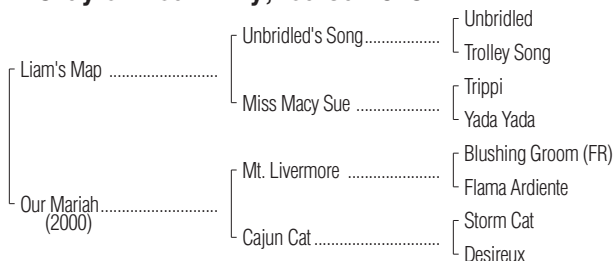 Unbridled
Unbridled's Song....................
Trolley Song
Liam's Map ............................
Trippi
Miss Macy Sue ......................
Yada Yada
Blushing Groom (FR)
Mt. Livermore ........................
Flama Ardiente
Our Mariah..............................
(2000)
Storm Cat
Cajun Cat .................................
Desireux